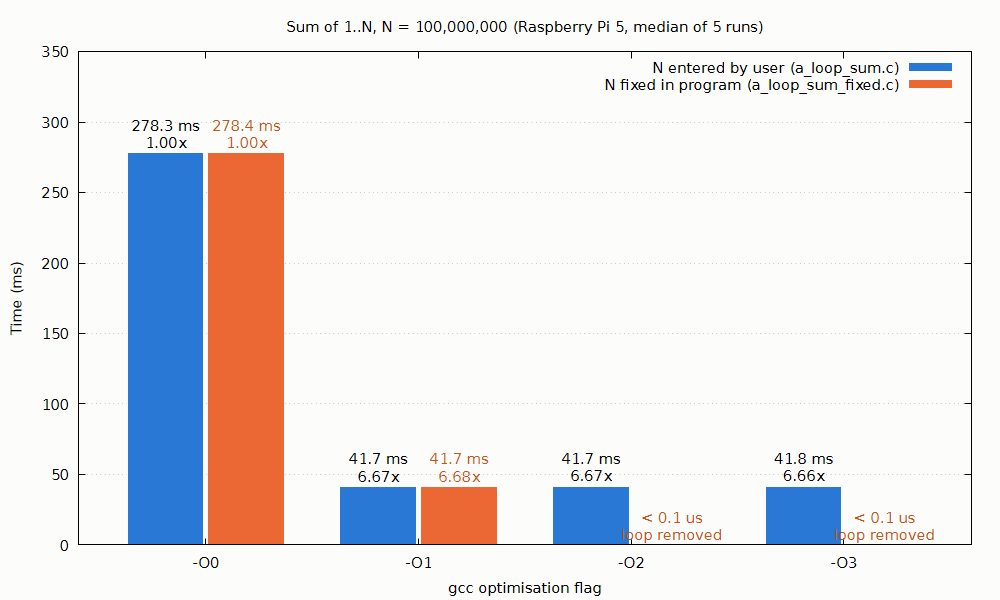 Sum of 1..N, N = 100,000,000 (Raspberry Pi 5, median of 5 runs)
N entered by user (a_loop_sum.c)
N fixed in program (a_loop_sum_fixed.c)
Time (ms)
350
300
250
200
150
100
50
0
278.3 ms
1.00x
278.4 ms
1.00x
41.7 ms
6.67x
41.7 ms
6.68x
41.7 ms
6.67x
< 0.1 us
loop removed
41.8 ms
6.66x
< 0.1 us
loop removed
-O0
-O1
-O2
-O3
gcc optimisation flag